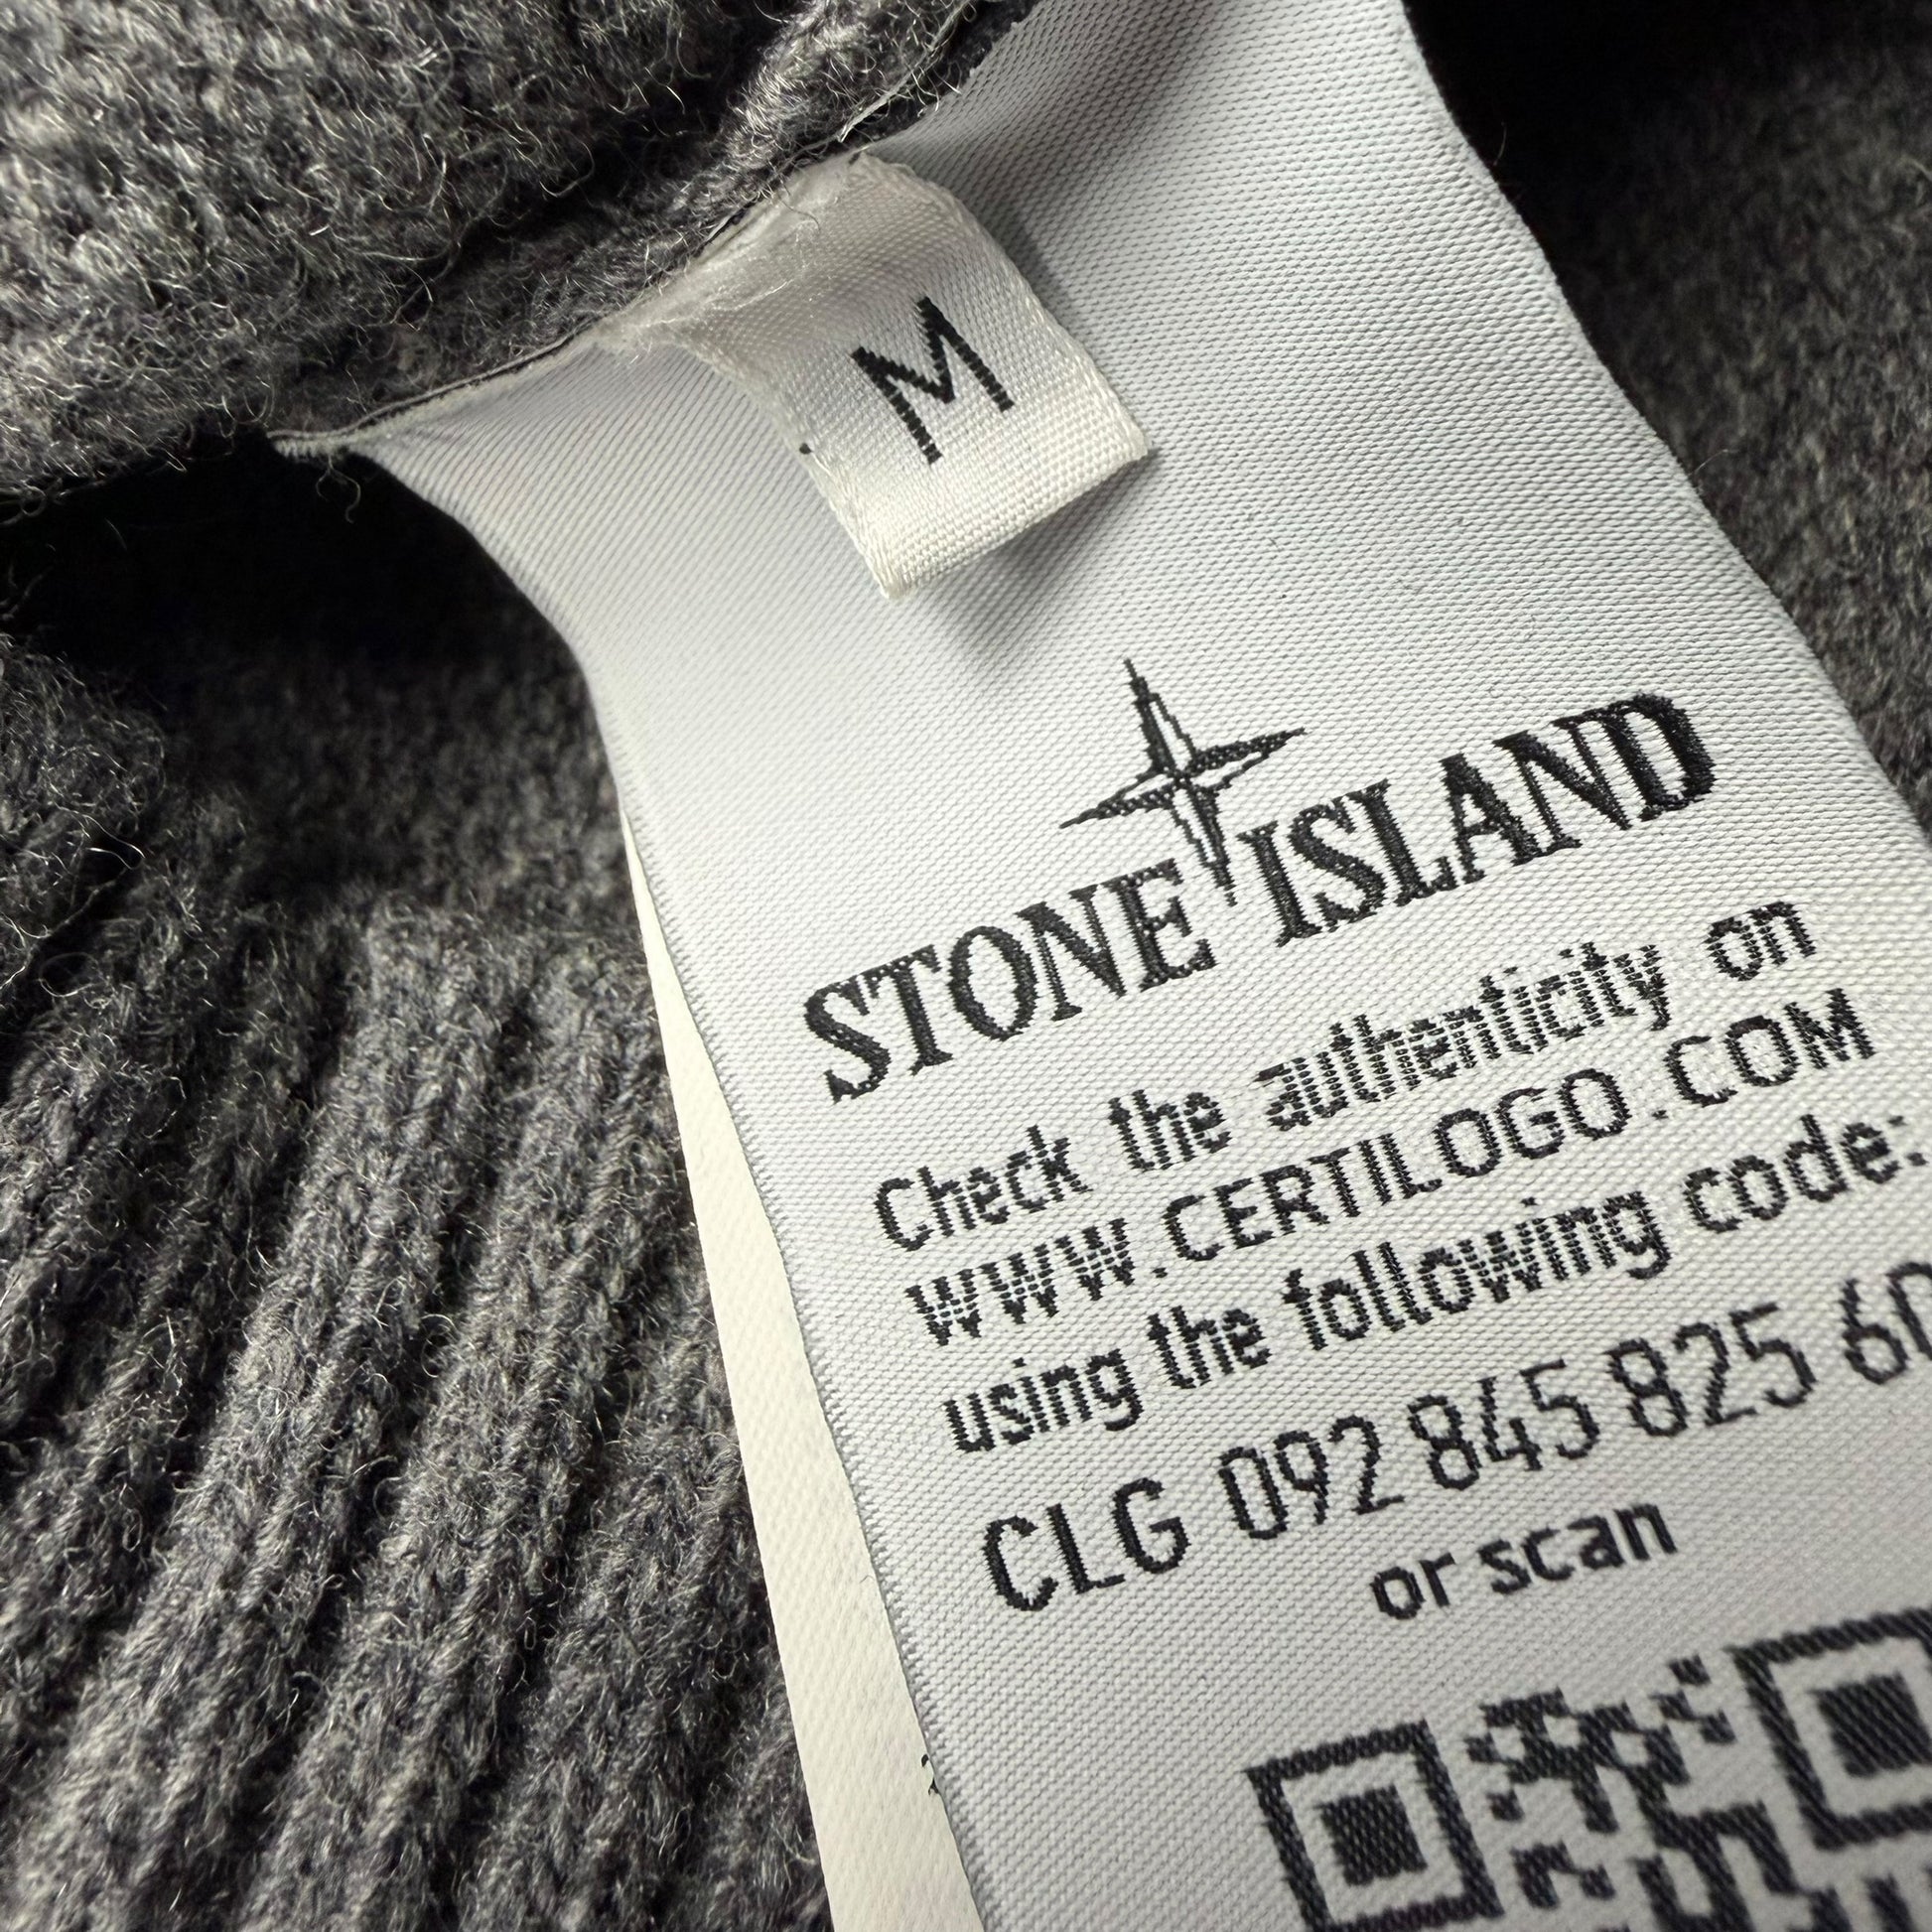 M
STONE ISLAND
Check the authenticity on
WWW.CERTILOGO.COM
using the following code:
CLG 092 845 825
or scan